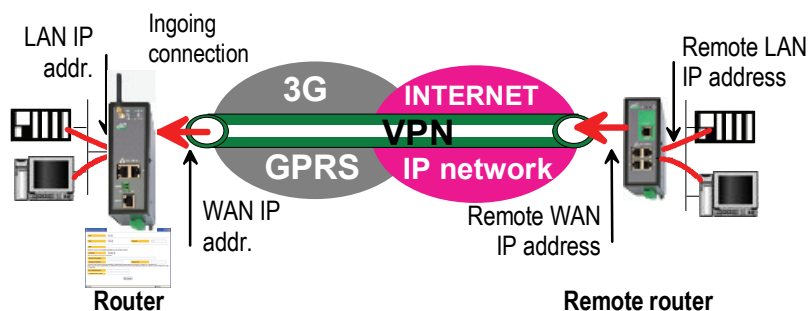 LAN IP
addr.
Ingoing
connection
3G
INTERNET
Remote LAN
IP address
VPN
GPRS
IP network
WAN IP
addr.
Remote WAN
IP address
Router
Remote router